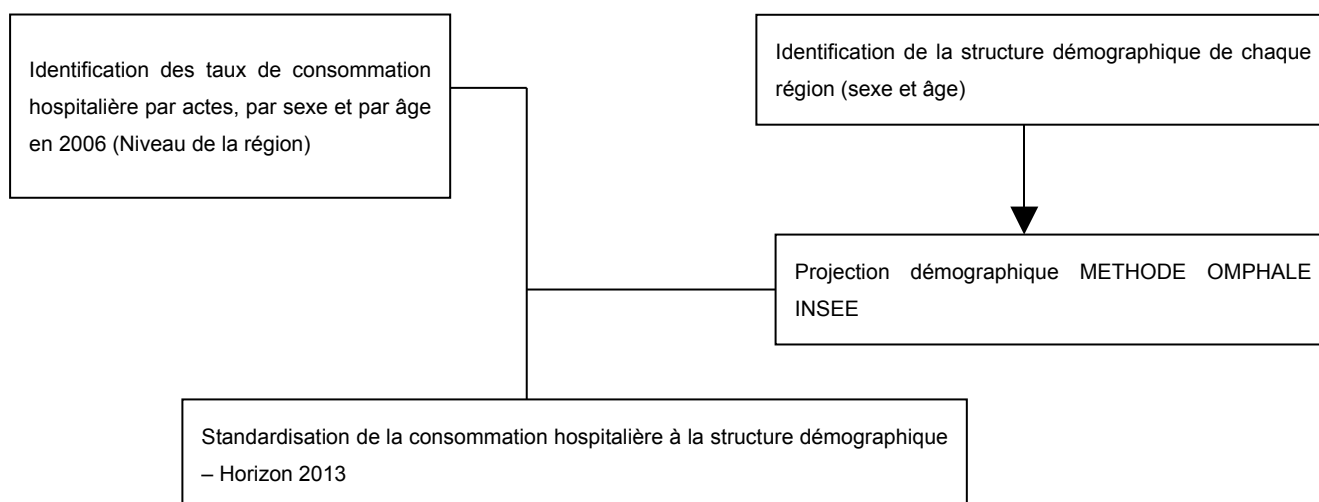 Identification des taux de consommation
hospitalière par actes, par sexe et par âge
en 2006 (Niveau de la région)
Identification de la structure démographique de chaque
région (sexe et âge)
Projection démographique METHODE OMPHALE
INSEE
Standardisation de la consommation hospitalière à la structure démographique
– Horizon 2013